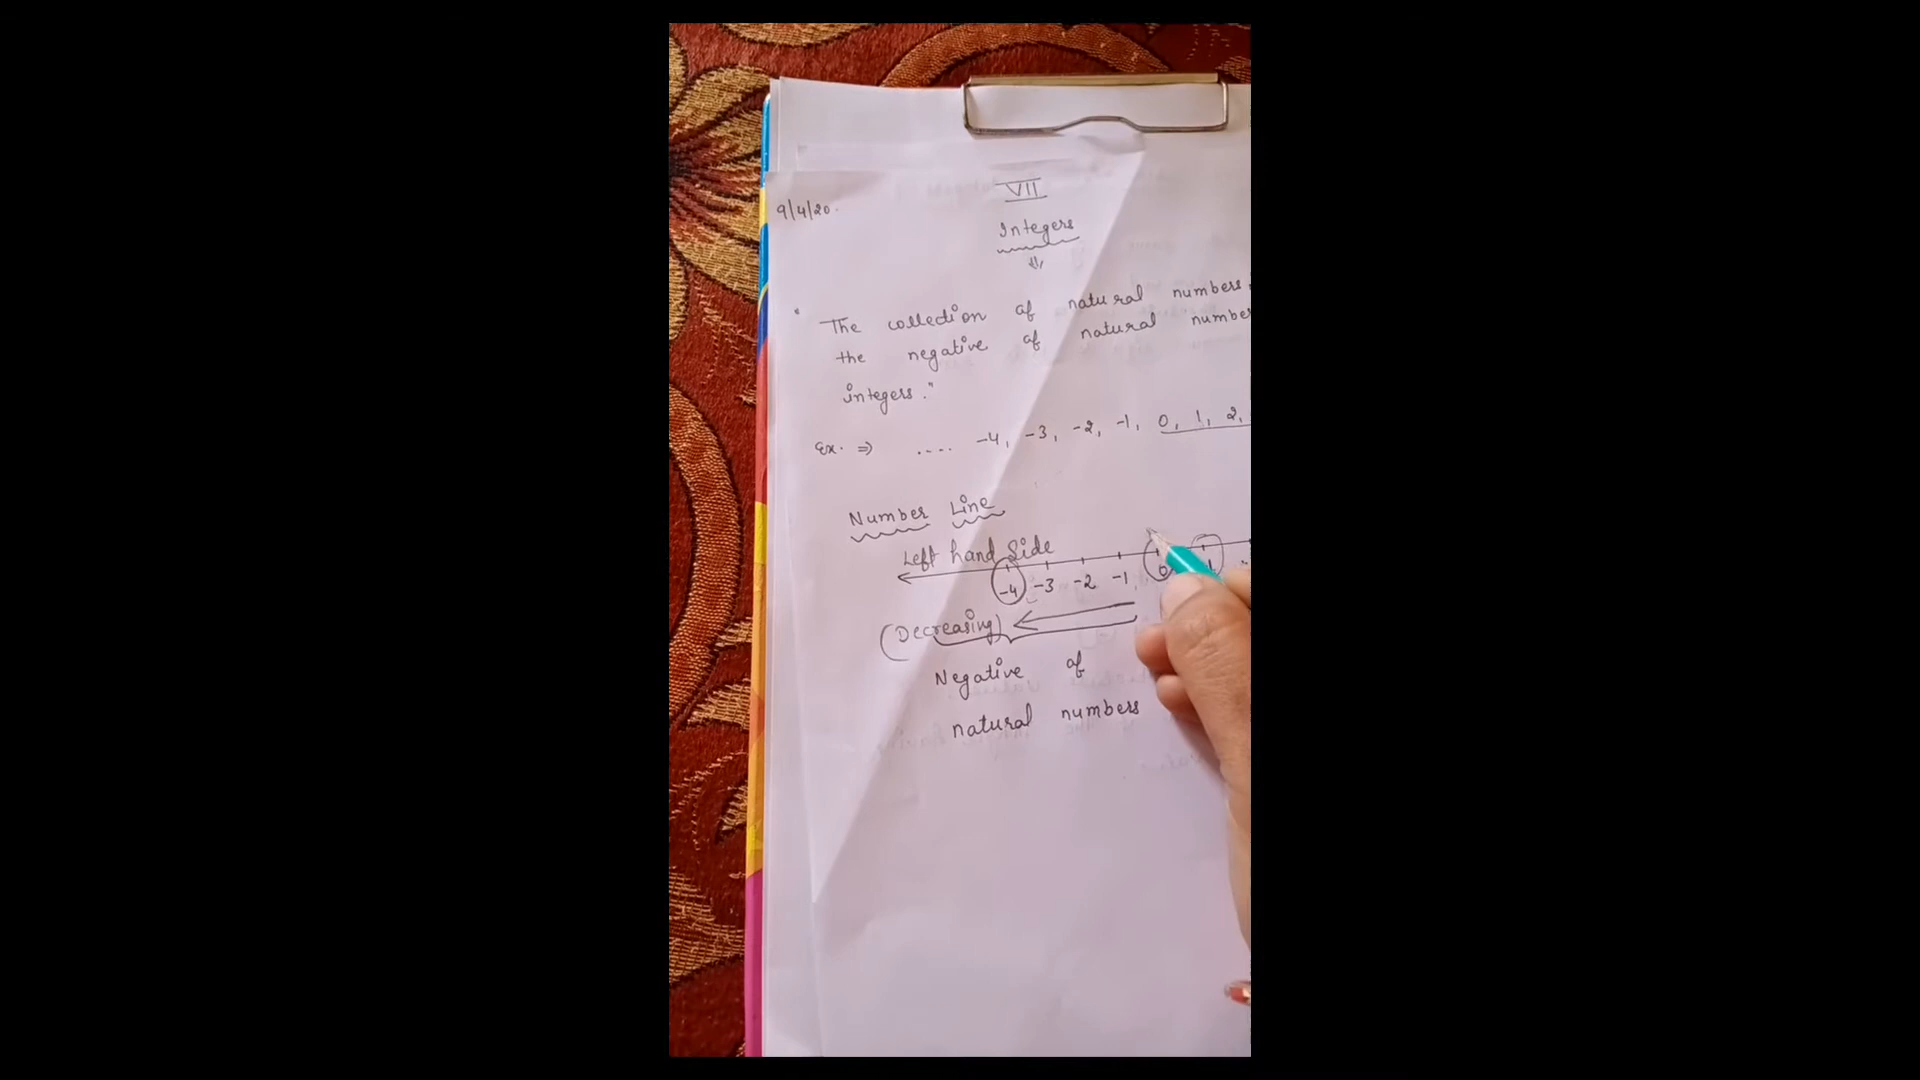 VII
9/4/20.
Integers
"The collection of natural numbers
the negative of natural number
integers."
Ex. ⇒ .... -4, -3, -2, -1, 0, 1, 2,
Number Line
Left hand Side
-4 -3 -2 -1 0 1
(Decreasing)
Negative of
natural numbers